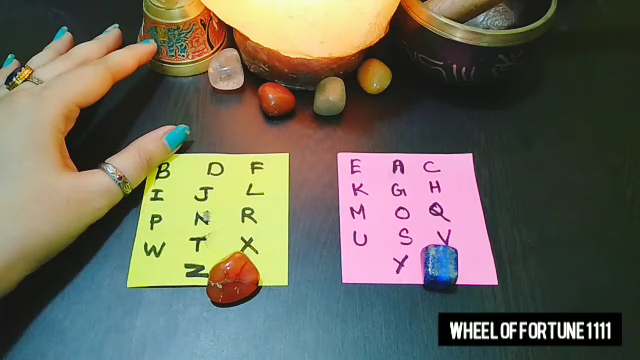 B D F
I J L
P N R
W T X
Z
E A C
K G H
M O Q
U S V
Y
WHEEL OF FORTUNE 1111